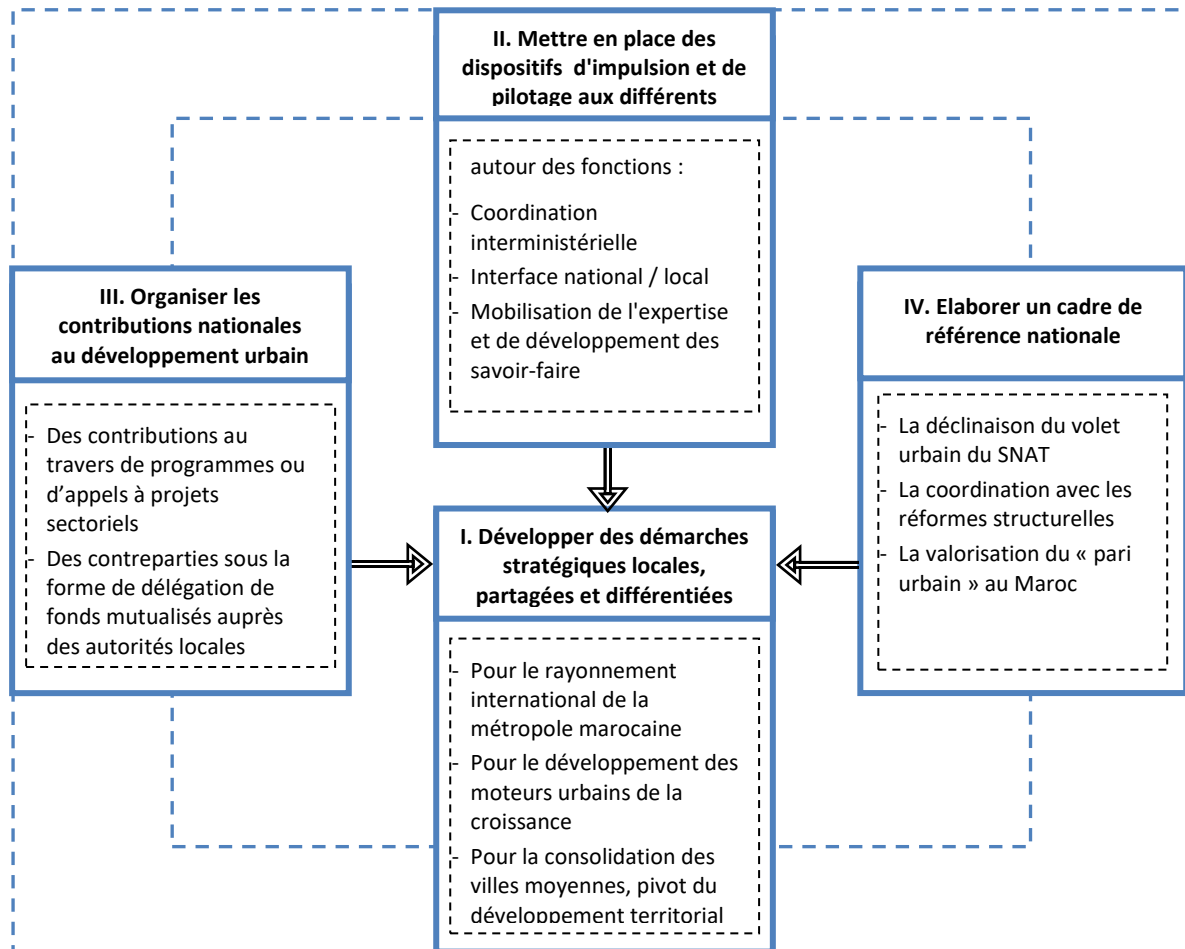 II. Mettre en place des
dispositifs d'impulsion et de
pilotage aux différents
autour des fonctions :
- Coordination
interministérielle
- Interface national / local
- Mobilisation de l'expertise
et de développement des
savoir-faire
III. Organiser les
contributions nationales
au développement urbain
- Des contributions au
travers de programmes ou
d’appels à projets
sectoriels
- Des contreparties sous la
forme de délégation de
fonds mutualisés auprès
des autorités locales
IV. Elaborer un cadre de
référence nationale
- La déclinaison du volet
urbain du SNAT
- La coordination avec les
réformes structurelles
- La valorisation du « pari
urbain » au Maroc
I. Développer des démarches
stratégiques locales,
partagées et différentiées
- Pour le rayonnement
international de la
métropole marocaine
- Pour le développement des
moteurs urbains de la
croissance
- Pour la consolidation des
villes moyennes, pivot du
développement territorial